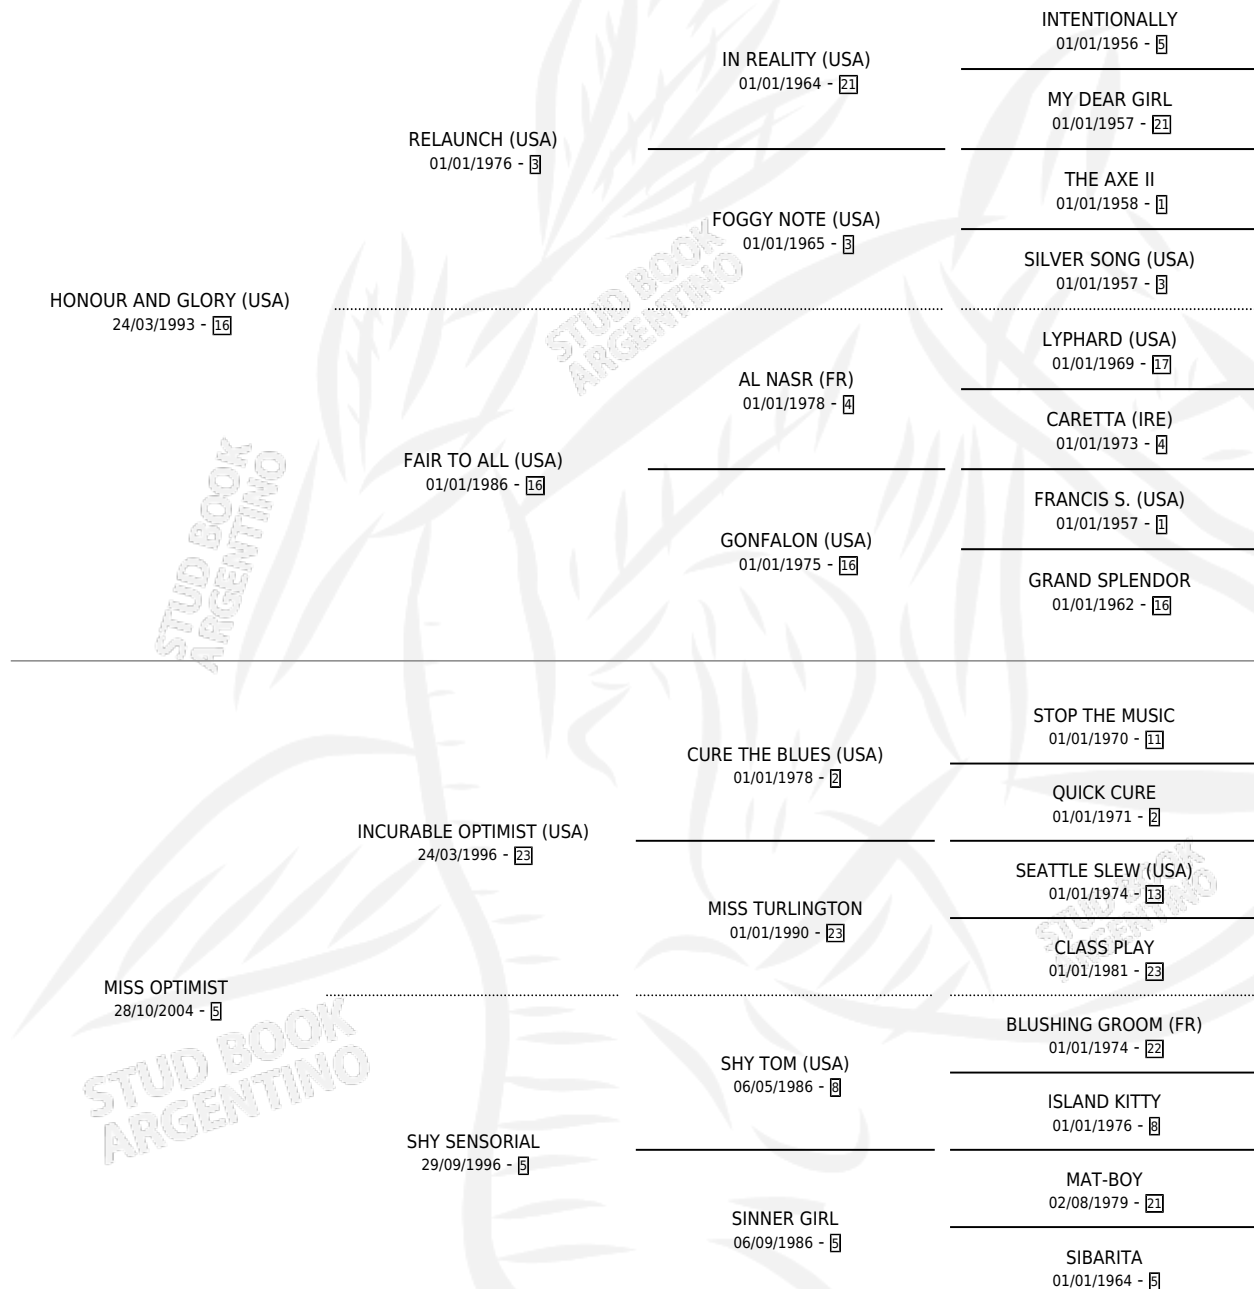 INTENTIONALLY
01/01/1956 - 5
IN REALITY (USA)
01/01/1964 - 21
MY DEAR GIRL
01/01/1957 - 21
RELAUNCH (USA)
01/01/1976 - 3
THE AXE II
01/01/1958 - 1
FOGGY NOTE (USA)
01/01/1965 - 3
SILVER SONG (USA)
01/01/1957 - 3
HONOUR AND GLORY (USA)
24/03/1993 - 16
LYPHARD (USA)
01/01/1969 - 17
AL NASR (FR)
01/01/1978 - 4
CARETTA (IRE)
01/01/1973 - 4
FAIR TO ALL (USA)
01/01/1986 - 16
FRANCIS S. (USA)
01/01/1957 - 1
GONFALON (USA)
01/01/1975 - 16
GRAND SPLENDOR
01/01/1962 - 16
STOP THE MUSIC
01/01/1970 - 11
CURE THE BLUES (USA)
01/01/1978 - 2
QUICK CURE
01/01/1971 - 2
INCURABLE OPTIMIST (USA)
24/03/1996 - 23
SEATTLE SLEW (USA)
01/01/1974 - 13
MISS TURLINGTON
01/01/1990 - 23
CLASS PLAY
01/01/1981 - 23
MISS OPTIMIST
28/10/2004 - 5
BLUSHING GROOM (FR)
01/01/1974 - 22
SHY TOM (USA)
06/05/1986 - 8
ISLAND KITTY
01/01/1976 - 8
SHY SENSORIAL
29/09/1996 - 5
MAT-BOY
02/08/1979 - 21
SINNER GIRL
06/09/1986 - 5
SIBARITA
01/01/1964 - 5
STUD BOOK
ARGENTINO
STUD BOOK
ARGENTINO
STUD BOOK
ARGENTINO
STUD BOOK
ARGENTINO